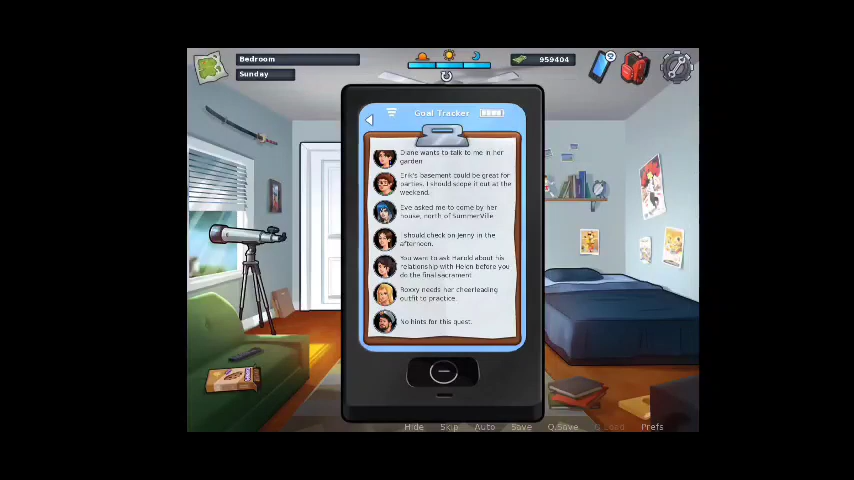 Bedroom
959404
Sunday
Goal Tracker
Diane wants to talk to me in her
garden
Erik's basement could be great for
parties, I should scope it out at the
weekend.
Eve asked me to come by her
house, north of SummerVille
I should check on Jenny in the
afternoon.
You want to ask Harold about his
relationship with Helen before you
do the final sacrament
Roxxy needs her cheerleading
outfit to practice.
No hints for this quest.
Hide Skip Auto Save Q.Save Q.Load Prefs